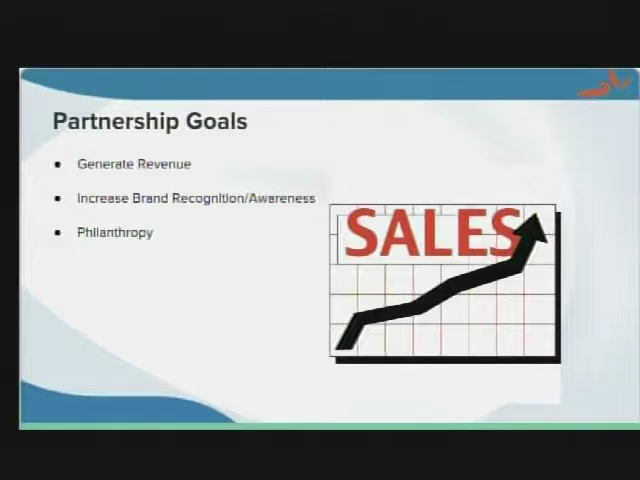 Partnership Goals
• Generate Revenue
• Increase Brand Recognition/Awareness
• Philanthropy
SALES